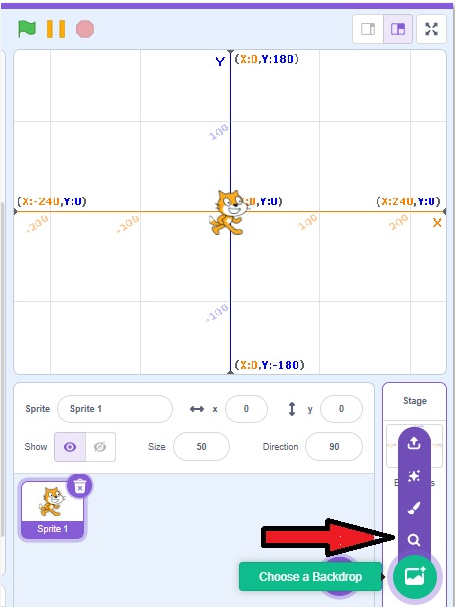 Y (X:0,Y:180)
100
(X:-240,Y:0) :0,Y:0) (X:240,Y:0)
-200 -100 100 200 X
-100
(X:0,Y:-180)
Sprite Sprite 1 x 0 y 0
Stage
Show Size 50 Direction 90
Sprite 1
Choose a Backdrop